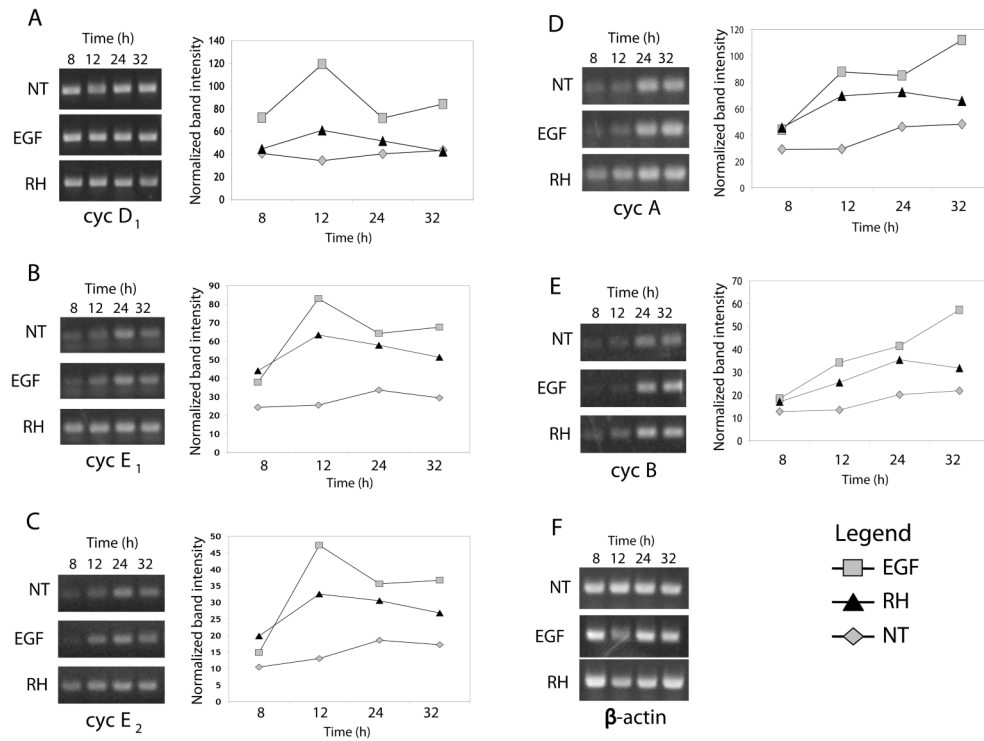 A
Time (h)
8 12 24 32
NT
EGF
RH
cyc D1
Normalized band intensity
140
120
100
80
60
40
20
0
8 12 24 32
Time (h)
B
Time (h)
8 12 24 32
NT
EGF
RH
cyc E1
Normalized band intensity
90
80
70
60
50
40
30
20
10
0
8 12 24 32
Time (h)
C
Time (h)
8 12 24 32
NT
EGF
RH
cyc E2
Normalized band intensity
50
45
40
35
30
25
20
15
10
5
0
8 12 24 32
Time (h)
D
Time (h)
8 12 24 32
NT
EGF
RH
cyc A
Normalized band intensity
120
100
80
60
40
20
0
8 12 24 32
Time (h)
E
Time (h)
8 12 24 32
NT
EGF
RH
cyc B
Normalized band intensity
70
60
50
40
30
20
10
0
8 12 24 32
Time (h)
F
Time (h)
8 12 24 32
NT
EGF
RH
β-actin
Legend
EGF
RH
NT